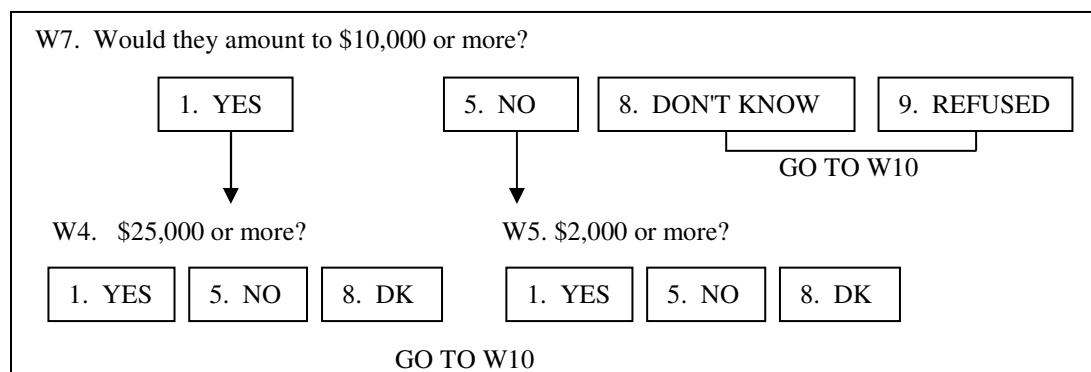 W7. Would they amount to $10,000 or more?
1. YES 5. NO 8. DON'T KNOW 9. REFUSED
GO TO W10
W4. $25,000 or more? W5. $2,000 or more?
1. YES 5. NO 8. DK 1. YES 5. NO 8. DK
GO TO W10